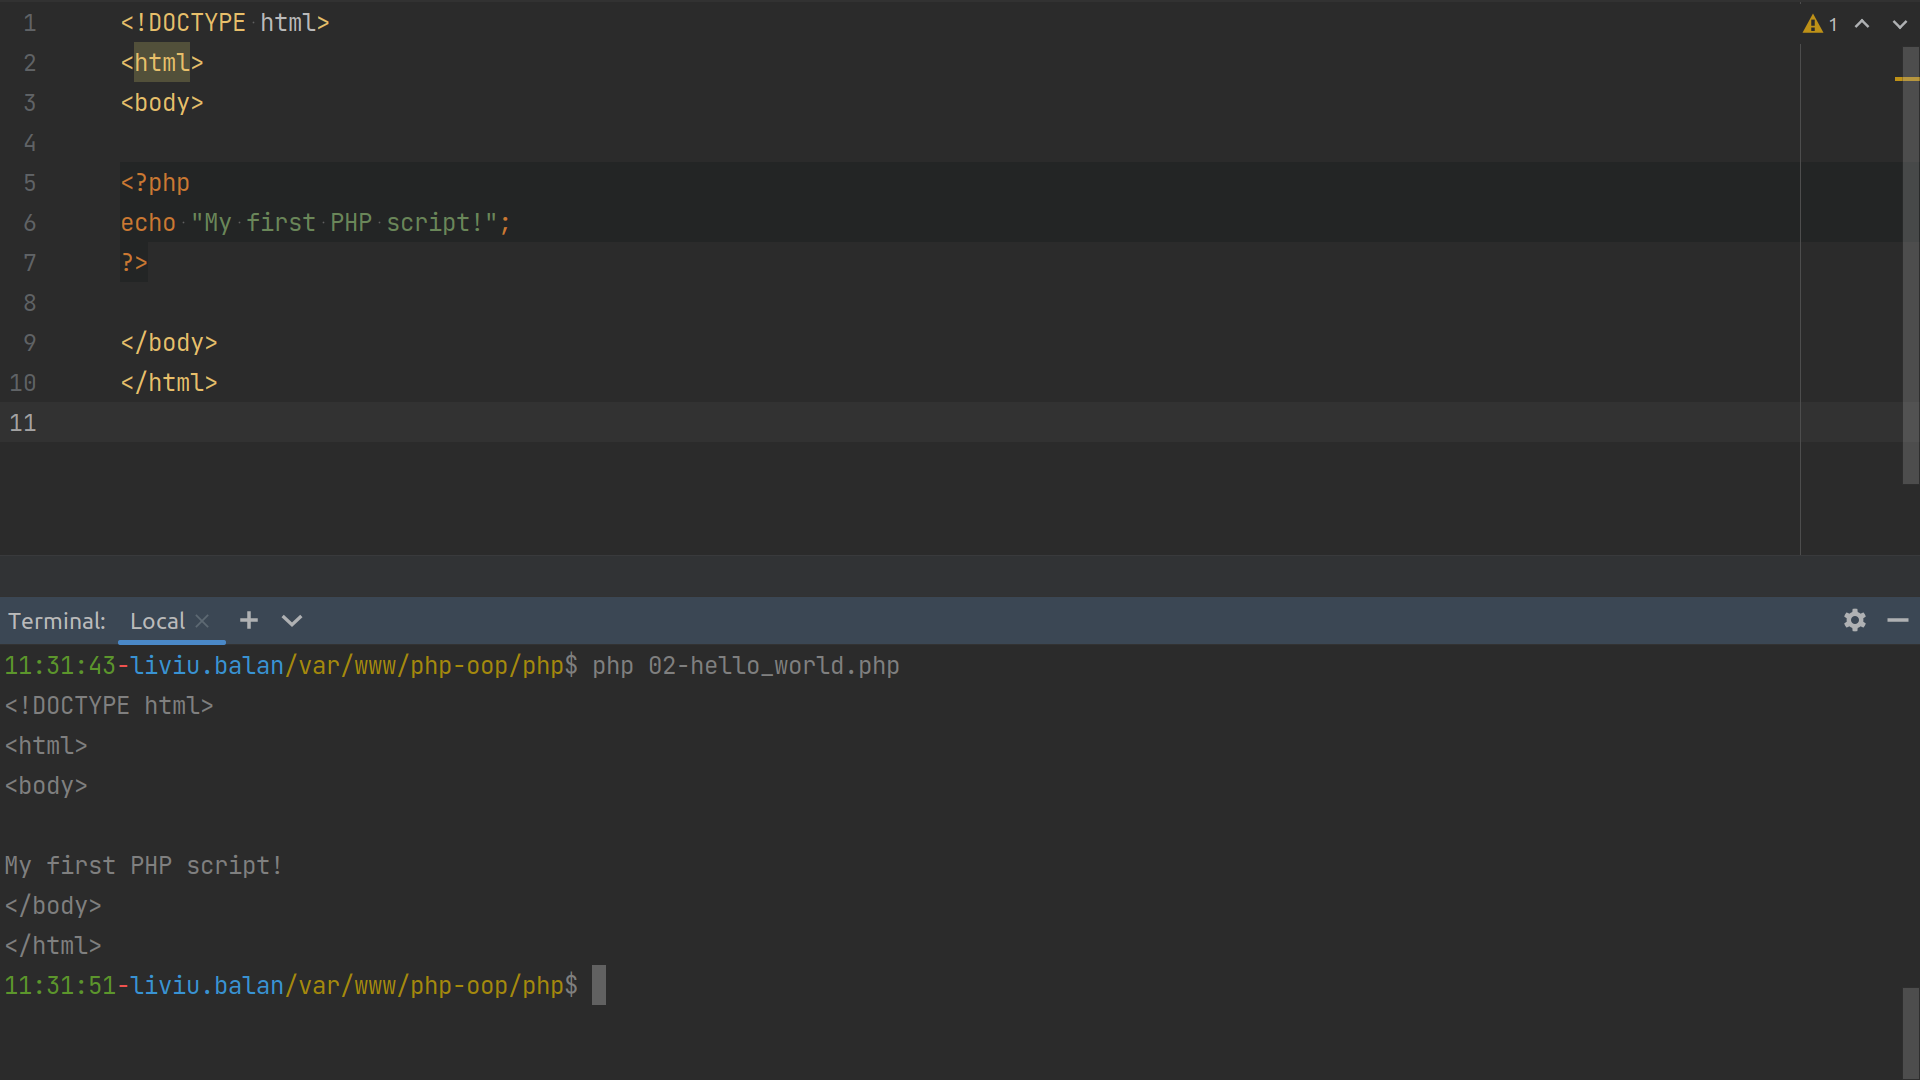 1 <!DOCTYPE html>
2 <html>
3 <body>
4
5 <?php
6 echo "My first PHP script!";
7 ?>
8
9 </body>
10 </html>
11
1
Terminal: Local
11:31:43-liviu.balan/var/www/php-oop/php$ php 02-hello_world.php
<!DOCTYPE html>
<html>
<body>
My first PHP script!
</body>
</html>
11:31:51-liviu.balan/var/www/php-oop/php$